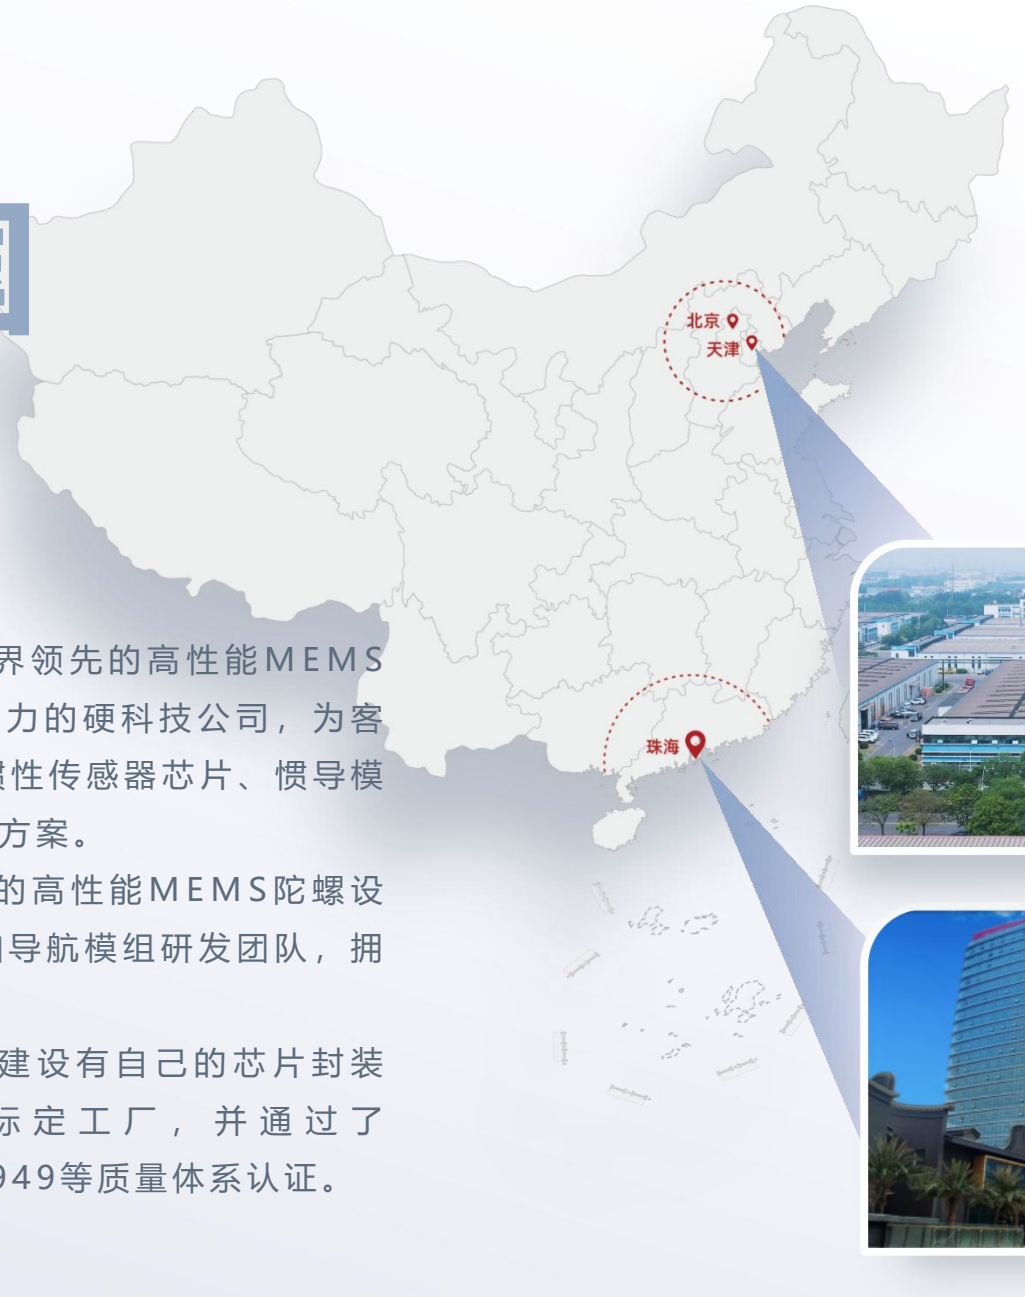 北京
天津
珠海
界领先的高性能MEMS
力的硬科技公司，为客
惯性传感器芯片、惯导模
方案。
的高性能MEMS陀螺设
导航模组研发团队，拥
建设有自己的芯片封装
标定工厂，并通过了
949等质量体系认证。